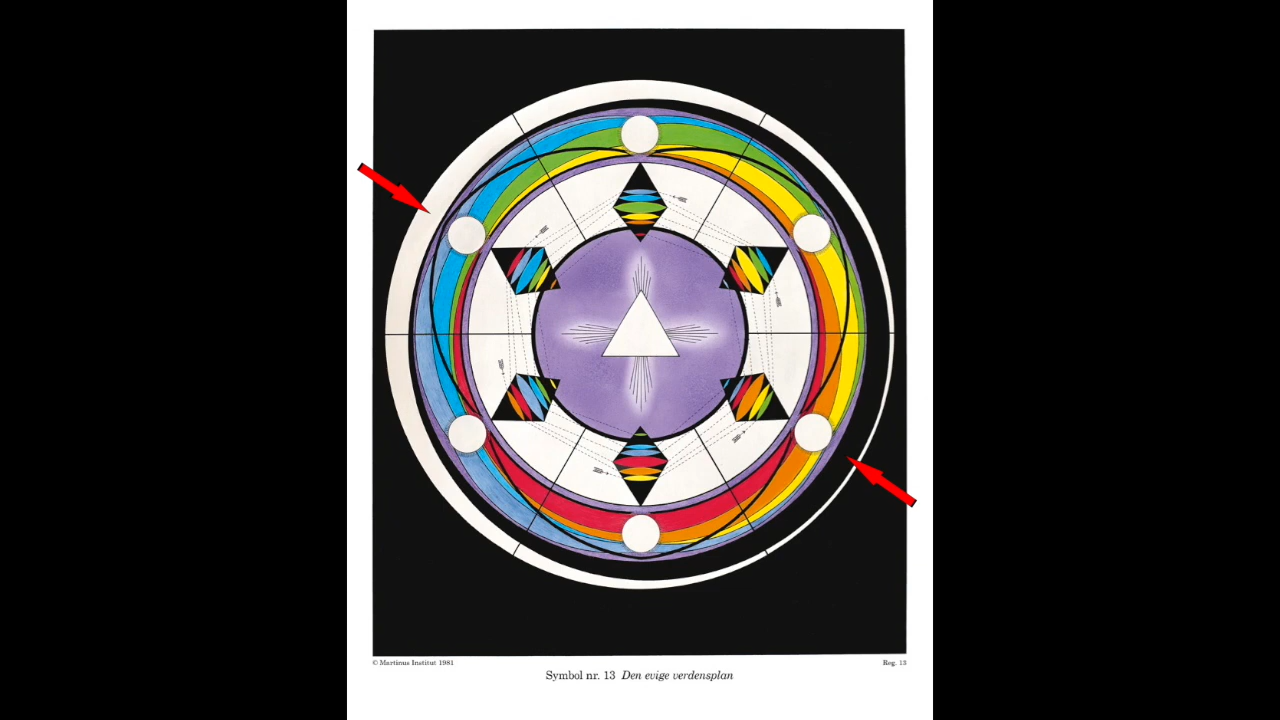 © Martinus Institut 1981
Reg. 13
Symbol nr. 13 Den evige verdensplan